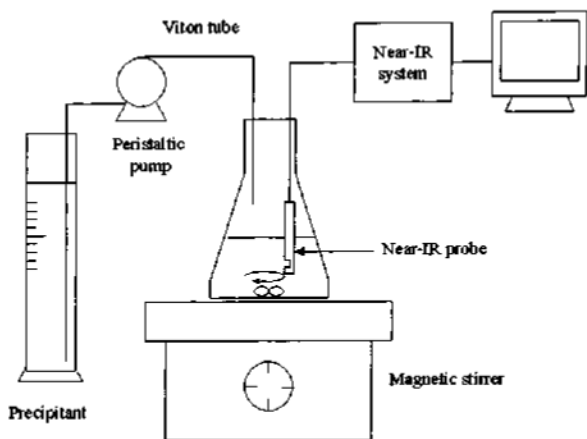 Viton tube
Near-IR
system
Peristaltic
pump
Near-IR probe
Magnetic stirrer
Precipitant